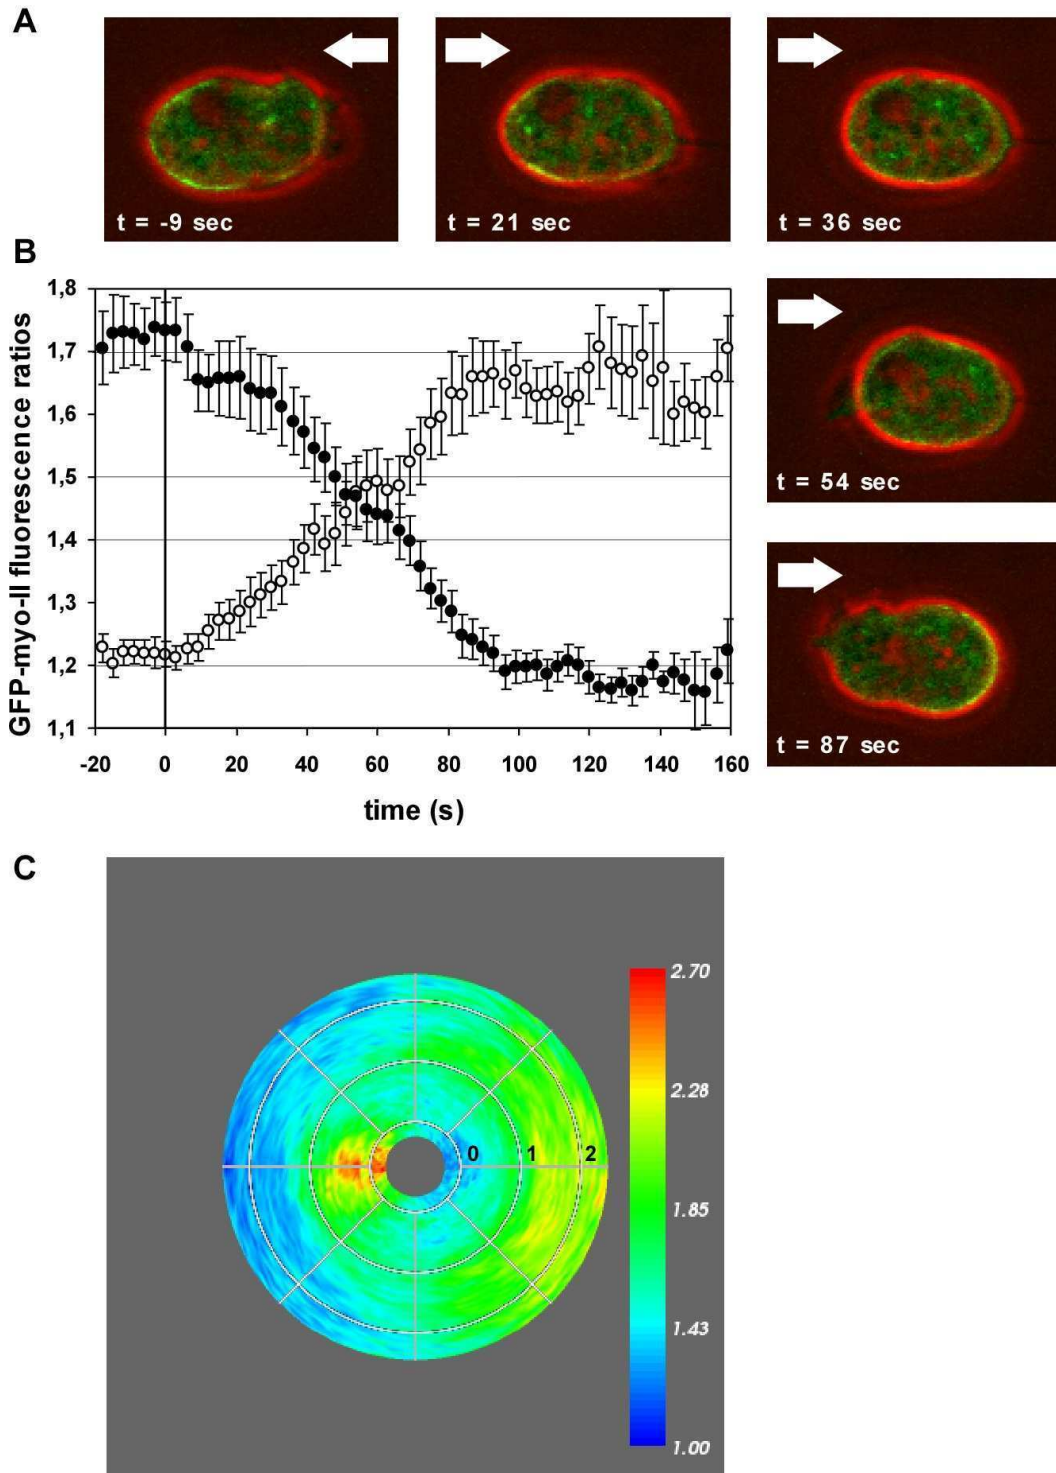 A
t = -9 sec
t = 21 sec
t = 36 sec
B
GFP-myo-II fluorescence ratios
1,8
1,7
1,6
1,5
1,4
1,3
1,2
1,1
-20 0 20 40 60 80 100 120 140 160
time (s)
t = 54 sec
t = 87 sec
C
0 1 2
2.70
2.28
1.85
1.43
1.00